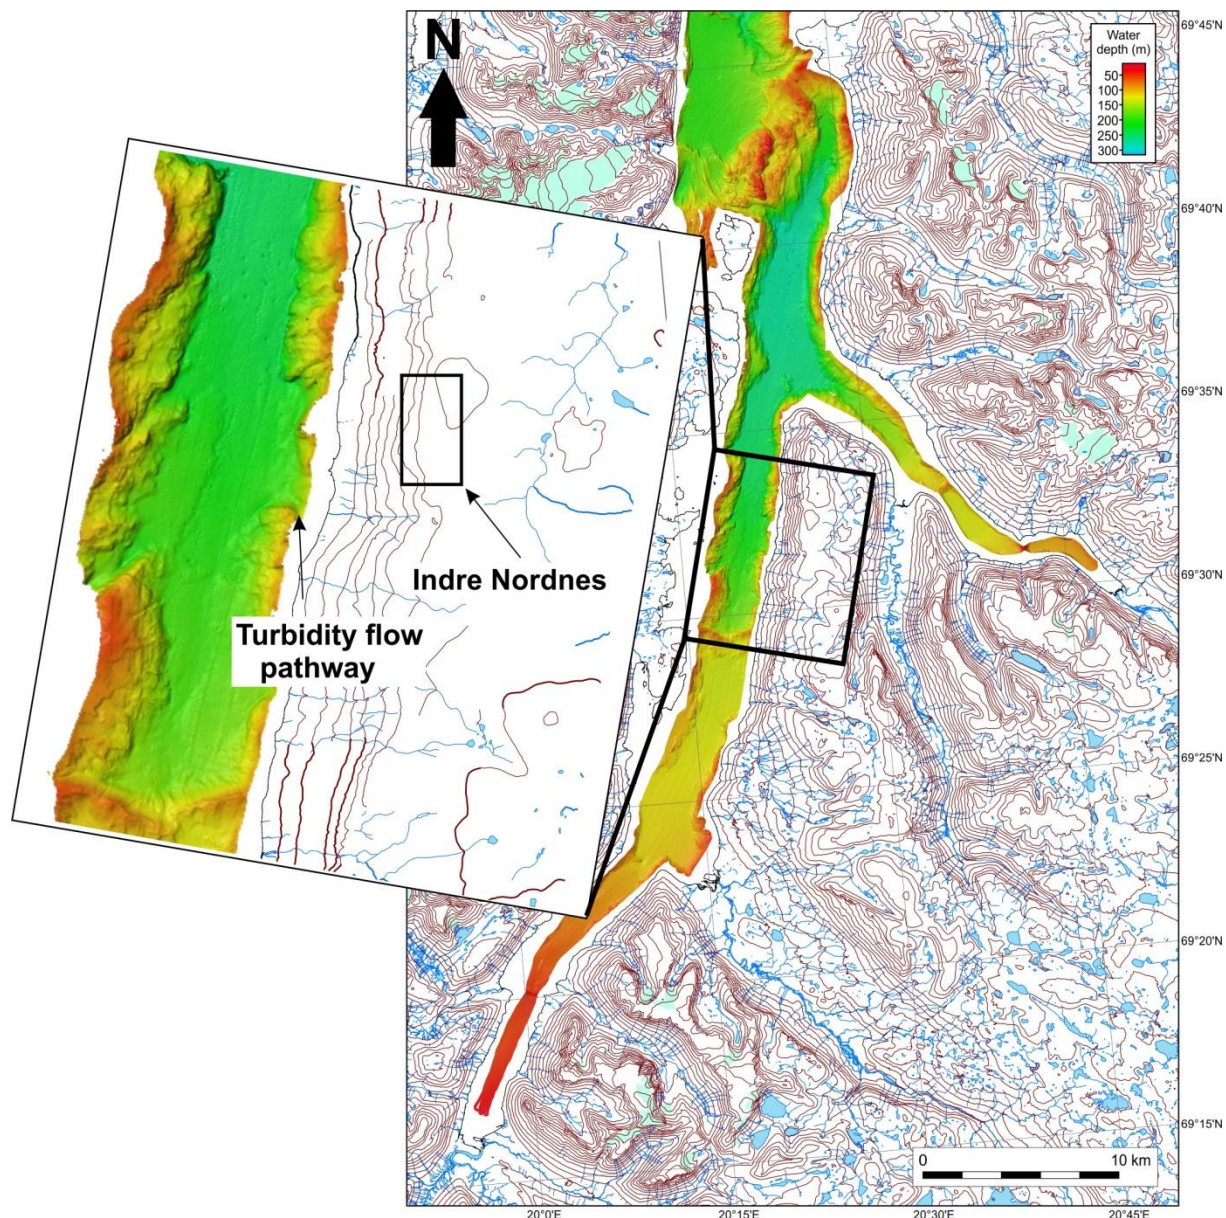 N
Water
depth (m)
50
100
150
200
250
300
69°45'N
69°40'N
69°35'N
69°30'N
69°25'N
69°20'N
69°15'N
Indre Nordnes
Turbidity flow
pathway
0
10 km
20°0'E
20°15'E
20°30'E
20°45'E